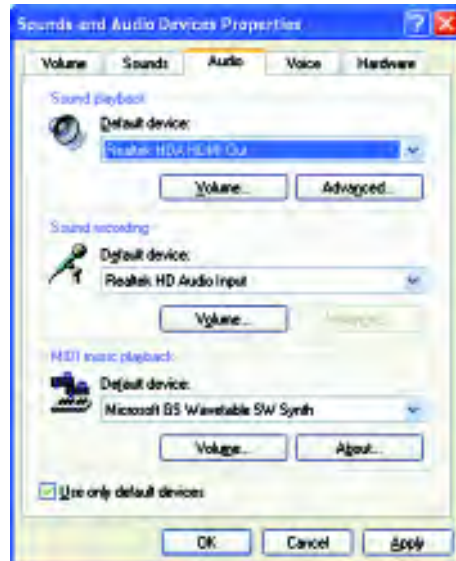 Sounds and Audio Devices Properties
Volume Sounds Audio Voice Hardware
Sound playback
Default device:
Realtek HDA HDMI Out
Volume... Advanced...
Sound recording
Default device:
Realtek HD Audio Input
Volume... Advanced...
MIDI music playback
Default device:
Microsoft GS Wavetable SW Synth
Volume... About...
Use only default devices
OK Cancel Apply